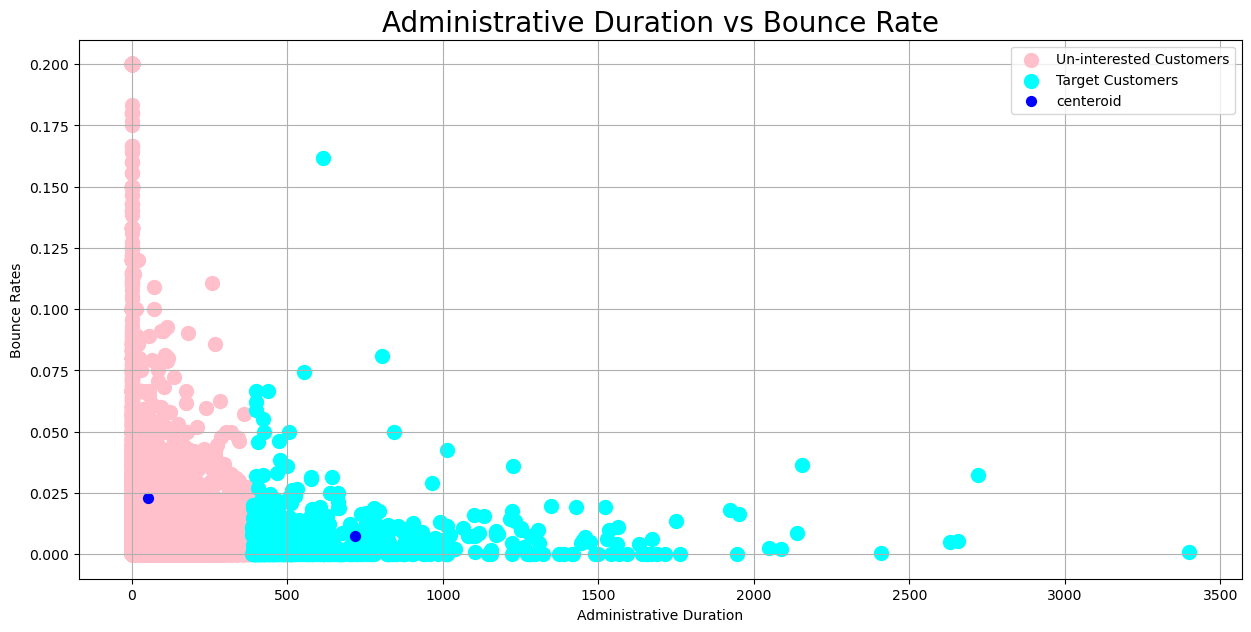 Administrative Duration vs Bounce Rate
Un-interested Customers
Target Customers
centeroid
Bounce Rates
0.200
0.175
0.150
0.125
0.100
0.075
0.050
0.025
0.000
0
500
1000
1500
2000
2500
3000
3500
Administrative Duration